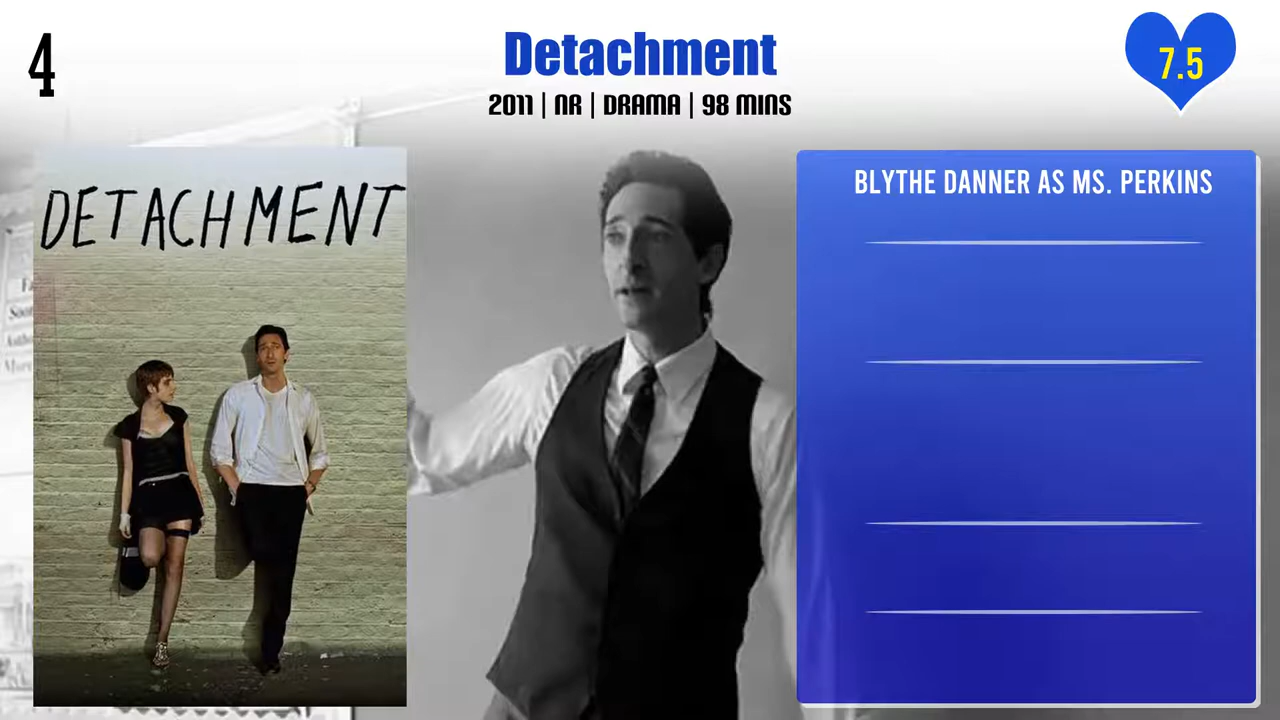 4
Detachment
7.5
2011 | NR | DRAMA | 98 MINS
DETACHMENT
BLYTHE DANNER AS MS. PERKINS